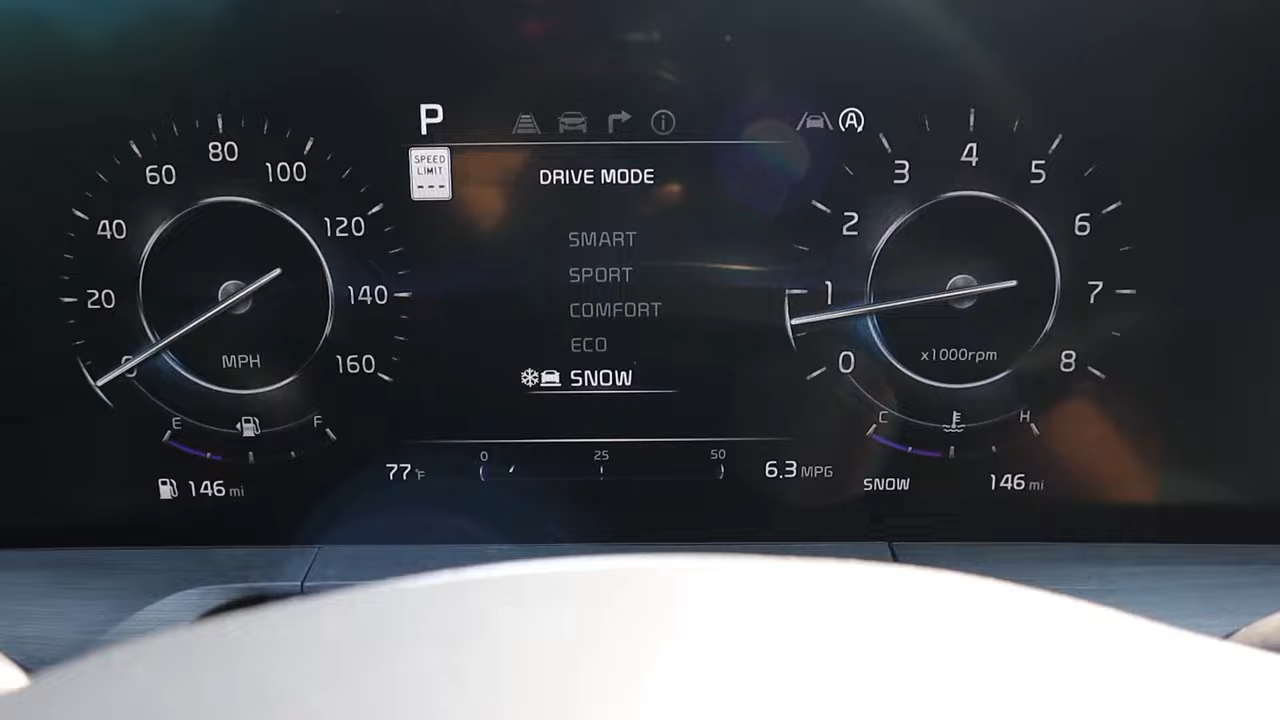 P
SPEED
LIMIT
---
DRIVE MODE
SMART
SPORT
COMFORT
ECO
SNOW
0
20
40
60
80
100
120
140
160
MPH
E
F
146 mi
77°F
0
25
50
6.3 MPG
A
0
1
2
3
4
5
6
7
8
x1000rpm
C
H
SNOW
146 mi